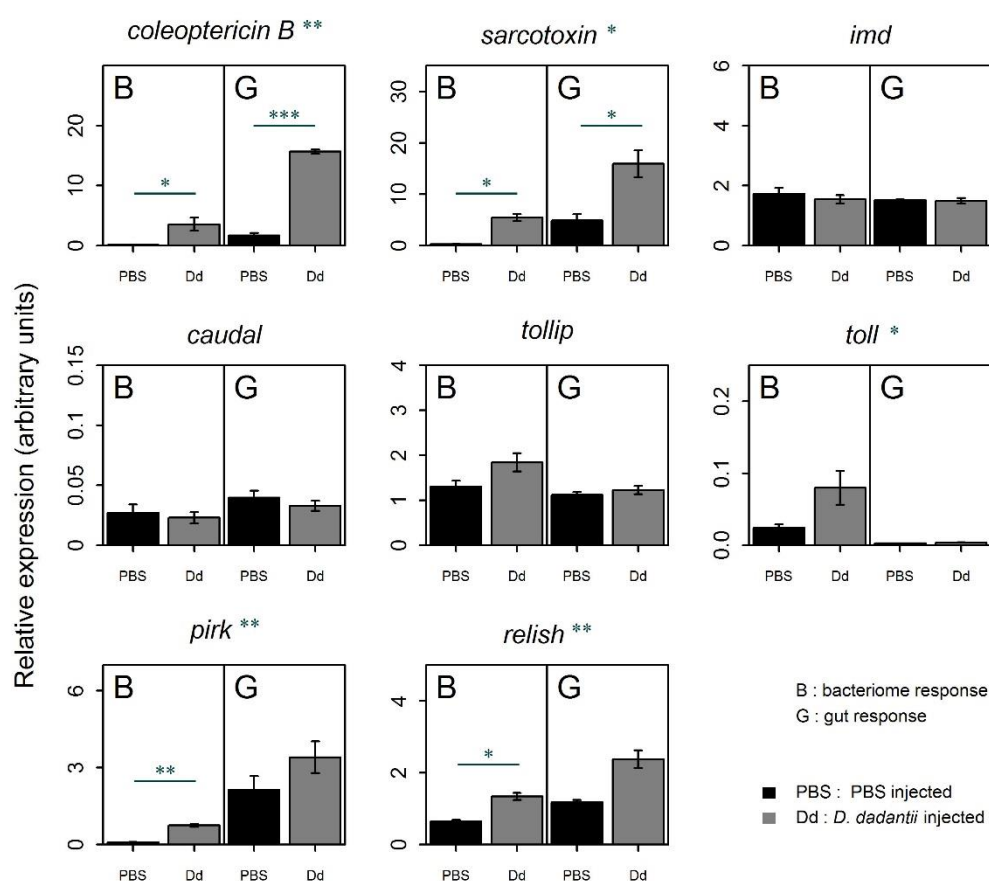 coleoptericin B **
sarcotoxin *
imd
B G
*
***
0 10 20
PBS Dd PBS Dd
B G
*
*
0 10 20 30
PBS Dd PBS Dd
B G
0 2 4 6
PBS Dd PBS Dd
Relative expression (arbitrary units)
caudal
tollip
toll *
B G
0 0.05 0.15
PBS Dd PBS Dd
B G
0 1 2 3 4
PBS Dd PBS Dd
B G
0.0 0.1 0.2
PBS Dd PBS Dd
pirk **
relish **
B G
**
0 3 6
PBS Dd PBS Dd
B G
*
0 2 4
PBS Dd PBS Dd
B : bacteriome response
G : gut response
PBS : PBS injected
Dd : D. dadantii injected